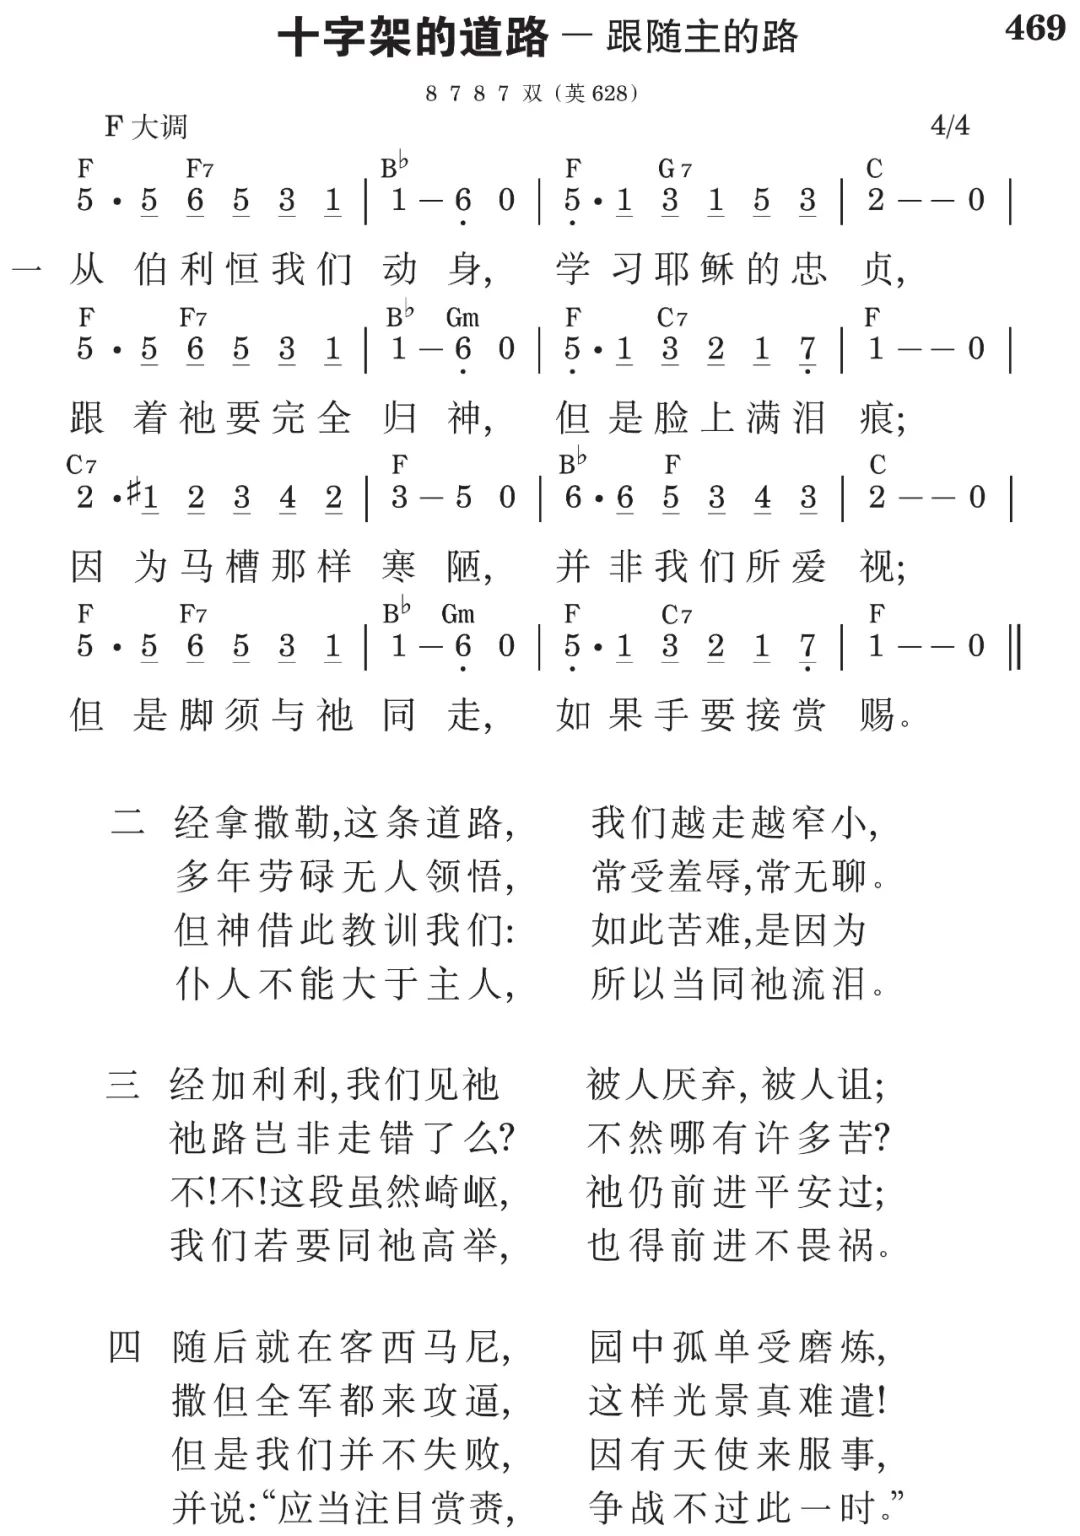 十字架的道路 — 跟随主的路 469
8 7 8 7 双（英628）
F大调 4/4
F F7 B♭ F G7 C
5 · 5 6 5 3 1 | 1 — 6 0 | 5 · 1 3 1 5 3 | 2 — — 0 |
一 从伯利恒我们动身, 学习耶稣的忠贞,
F F7 B♭ Gm F C7 F
5 · 5 6 5 3 1 | 1 — 6 0 | 5 · 1 3 2 1 7 | 1 — — 0 |
跟着祂要完全归神, 但是脸上满泪痕;
C7 F B♭ F C
2 · ♯1 2 3 4 2 | 3 — 5 0 | 6 · 6 5 3 4 3 | 2 — — 0 |
因为马槽那样寒陋, 并非我们所爱视;
F F7 B♭ Gm F C7 F
5 · 5 6 5 3 1 | 1 — 6 0 | 5 · 1 3 2 1 7 | 1 — — 0 ‖
但是脚须与祂同走, 如果手要接赏赐。
二 经拿撒勒,这条道路, 我们越走越窄小,
多年劳碌无人领悟, 常受羞辱,常无聊。
但神借此教训我们: 如此苦难,是因为
仆人不能大于主人, 所以当同祂流泪。
三 经加利利,我们见祂 被人厌弃, 被人诅;
祂路岂非走错了么? 不然哪有许多苦?
不!不!这段虽然崎岖, 祂仍前进平安过;
我们若要同祂高举, 也得前进不畏祸。
四 随后就在客西马尼, 园中孤单受磨炼,
撒但全军都来攻逼, 这样光景真难遣!
但是我们并不失败, 因有天使来服事,
并说:“应当注目赏赉, 争战不过此一时。”